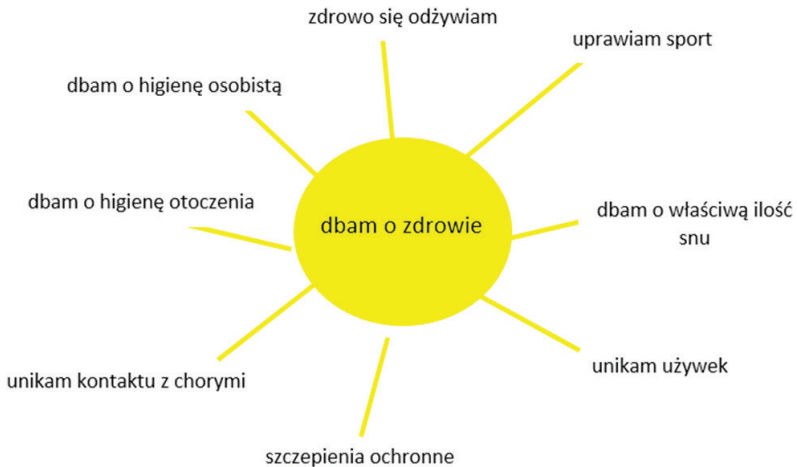 zdrowo się odżywiam
uprawiam sport
dbam o higienę osobistą
dbam o higienę otoczenia
dbam o zdrowie
dbam o właściwą ilość
snu
unikam używek
unikam kontaktu z chorymi
szczepienia ochronne